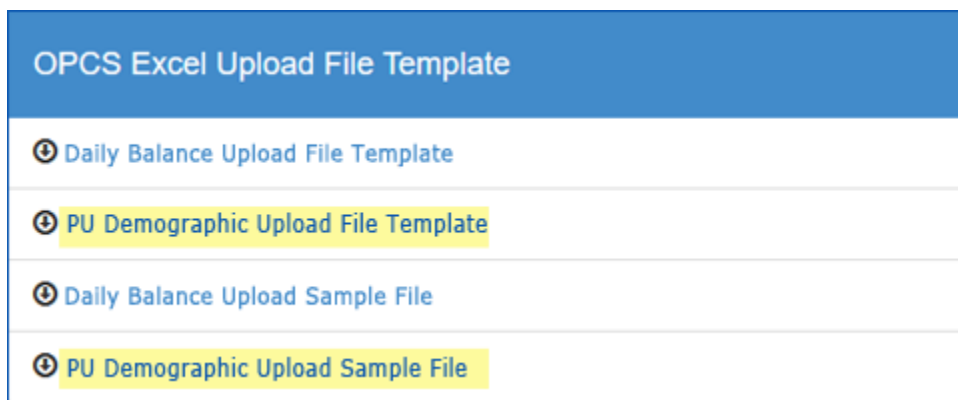 OPCS Excel Upload File Template
Daily Balance Upload File Template
PU Demographic Upload File Template
Daily Balance Upload Sample File
PU Demographic Upload Sample File